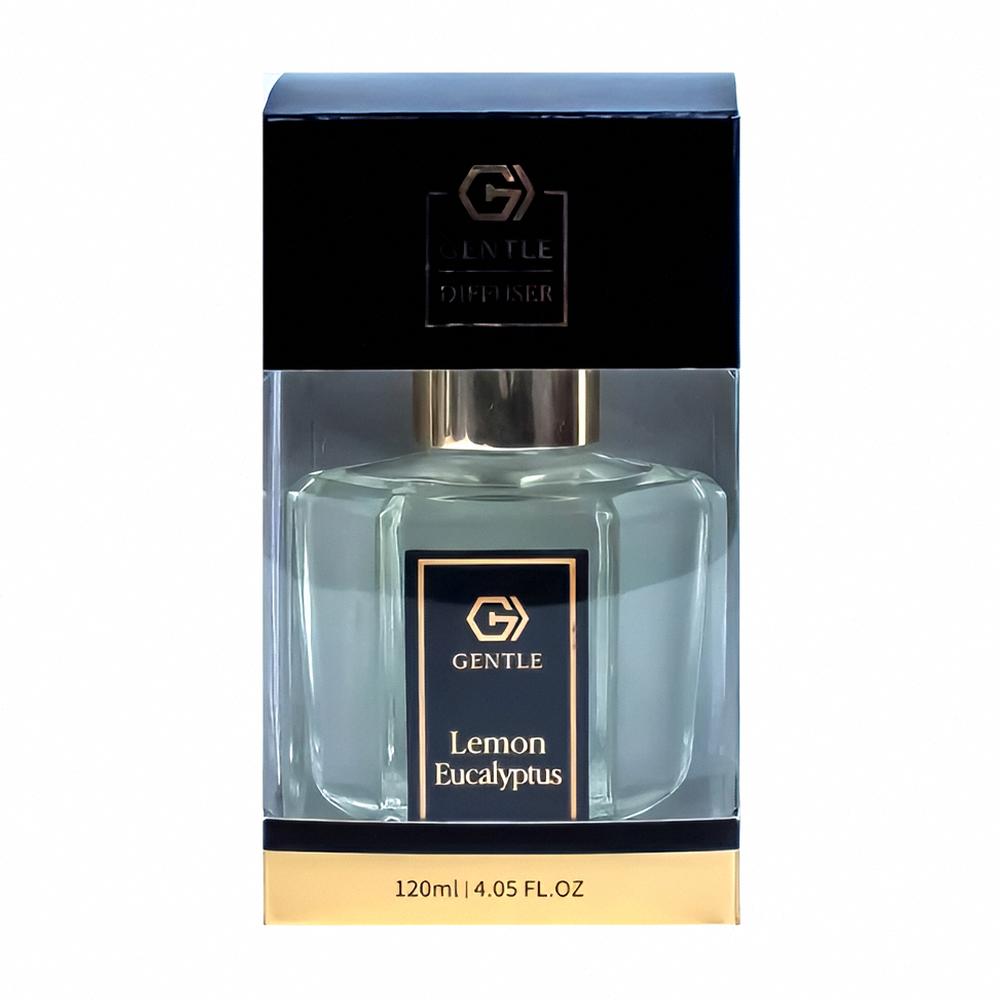 GENTLE
DIFFUSER
GENTLE
Lemon
Eucalyptus
120ml | 4.05 FL.OZ